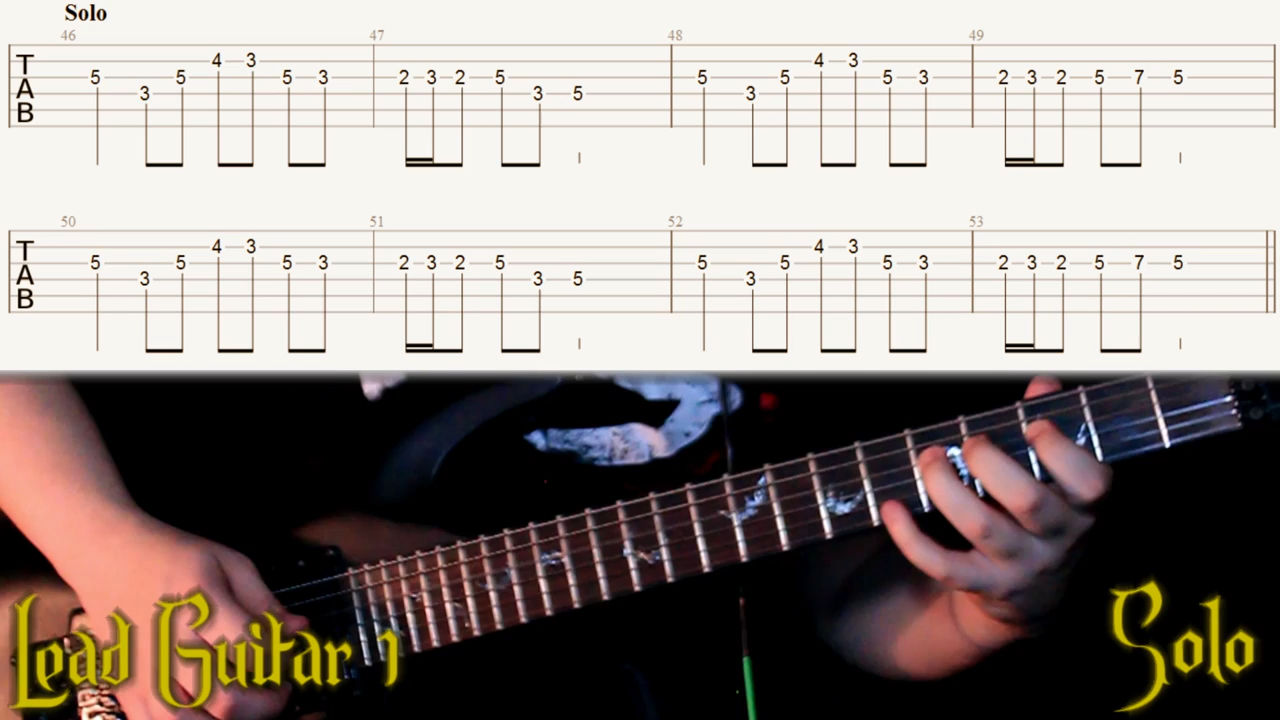 Solo
46 47 48 49
T
A
B
4 3 4 3
5 5 5 3 2 3 2 5 5 5 5 3 2 3 2 5 7 5
3 3 5 3
50 51 52 53
T
A
B
4 3 4 3
5 5 5 3 2 3 2 5 5 5 5 3 2 3 2 5 7 5
3 3 5 3
Lead Guitar 1
Solo